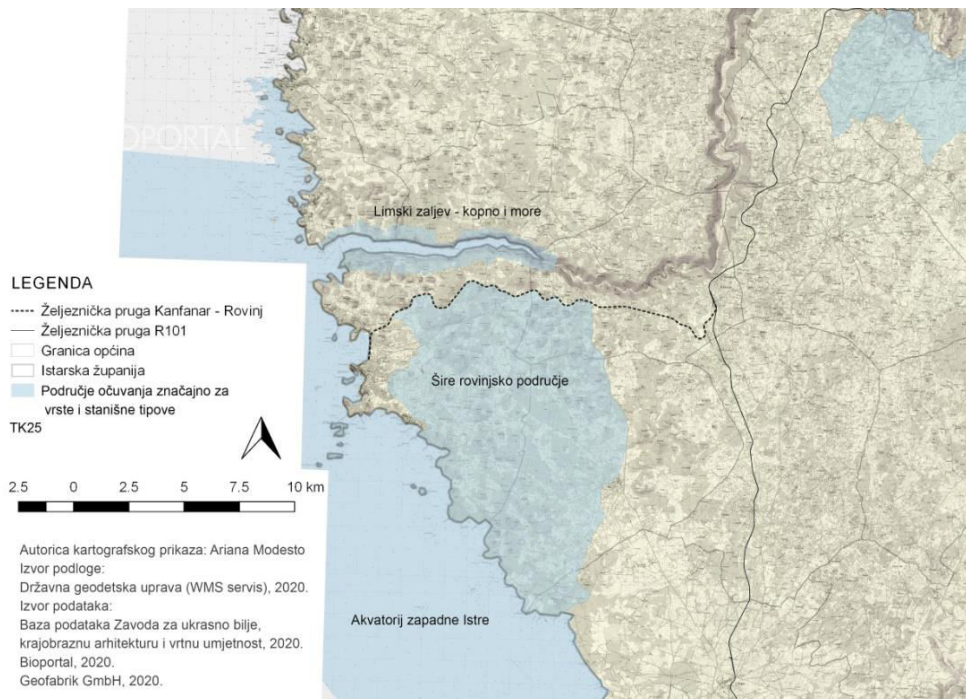 OPORTAL
Limski zaljev - kopno i more
LEGENDA
Željeznička pruga Kanfanar - Rovinj
Željeznička pruga R101
Granica općina
Istarska županija
Područje očuvanja značajno za
vrste i stanišne tipove
TK25
Šire rovinjsko područje
2.5 0 2.5 5 7.5 10 km
Autorica kartografskog prikaza: Ariana Modesto
Izvor podloge:
Državna geodetska uprava (WMS servis), 2020.
Izvor podataka:
Baza podataka Zavoda za ukrasno bilje,
krajobraznu arhitekturu i vrtnu umjetnost, 2020.
Bioportal, 2020.
Geofabrik GmbH, 2020.
Akvatorij zapadne Istre